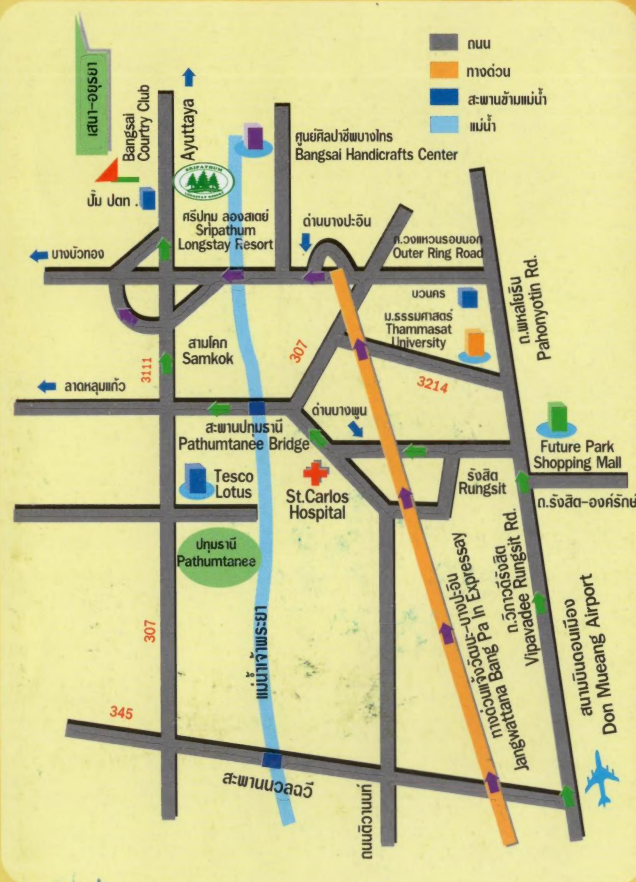 ถนน
ทางด่วน
สะพานข้ามแม่น้ำ
แม่น้ำ
เสนา-อยุธยา
Bangsai
Courtry Club
Ayuttaya
ปั๊ม ปตท .
SRIPATHUM
ศูนย์ศิลปาชีพบางไทร
Bangsai Handicrafts Center
ศรีปทุม ลองสเตย์
Sripathum
Longstay Resort
ด่านบางปะอิน
ถ.วงแหวนรอบนอก
Outer Ring Road
บางบัวทอง
บวนคร
ม.ธรรมศาสตร์
Thammasat
University
ถ.พหลโยธิน
Pahonyotin Rd.
สามโคก
Samkok
3111
307
3214
ลาดหลุมแก้ว
สะพานปทุมธานี
Pathumtanee Bridge
ด่านบางพูน
Future Park
Shopping Mall
Tesco
Lotus
St.Carlos
Hospital
รังสิต
Rungsit
ถ.รังสิต-องค์รักษ์
ปทุมธานี
Pathumtanee
แม่น้ำเจ้าพระยา
ทางด่วนแจ้งวัฒนะ-บางปะอิน
Jangwattana Bang Pa In Expressay
ถ.วิภาวดีรังสิต
Vipavadee Rungsit Rd.
สนามบินดอนเมือง
Don Mueang Airport
307
345
สะพานนวลฉวี
ถนนติวานนท์